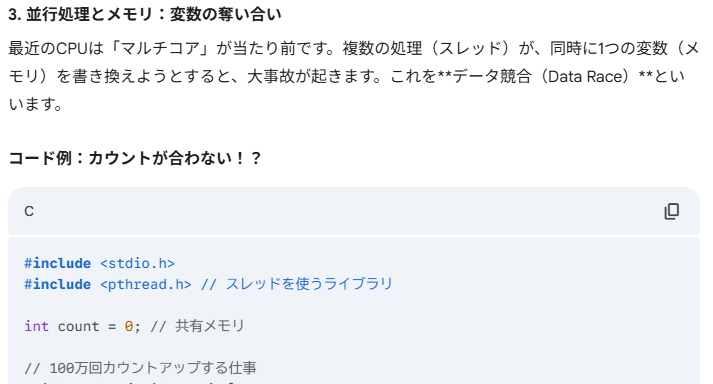 3. 並行処理とメモリ：変数の奪い合い
最近のCPUは「マルチコア」が当たり前です。複数の処理（スレッド）が、同時に1つの変数（メ
モリ）を書き換えようとすると、大事故が起きます。これを**データ競合（Data Race）**とい
います。
コード例：カウントが合わない！？
C
#include <stdio.h>
#include <pthread.h> // スレッドを使うライブラリ
int count = 0; // 共有メモリ
// 100万回カウントアップする仕事